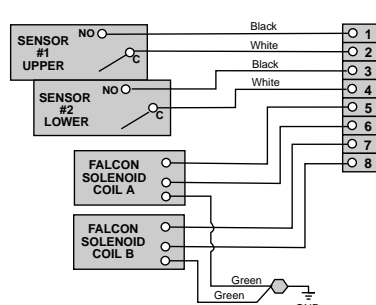 SENSOR
#1
UPPER
NO
C
SENSOR
#2
LOWER
NO
C
FALCON
SOLENOID
COIL A
FALCON
SOLENOID
COIL B
Black
White
Black
White
Green
Green
1
2
3
4
5
6
7
8